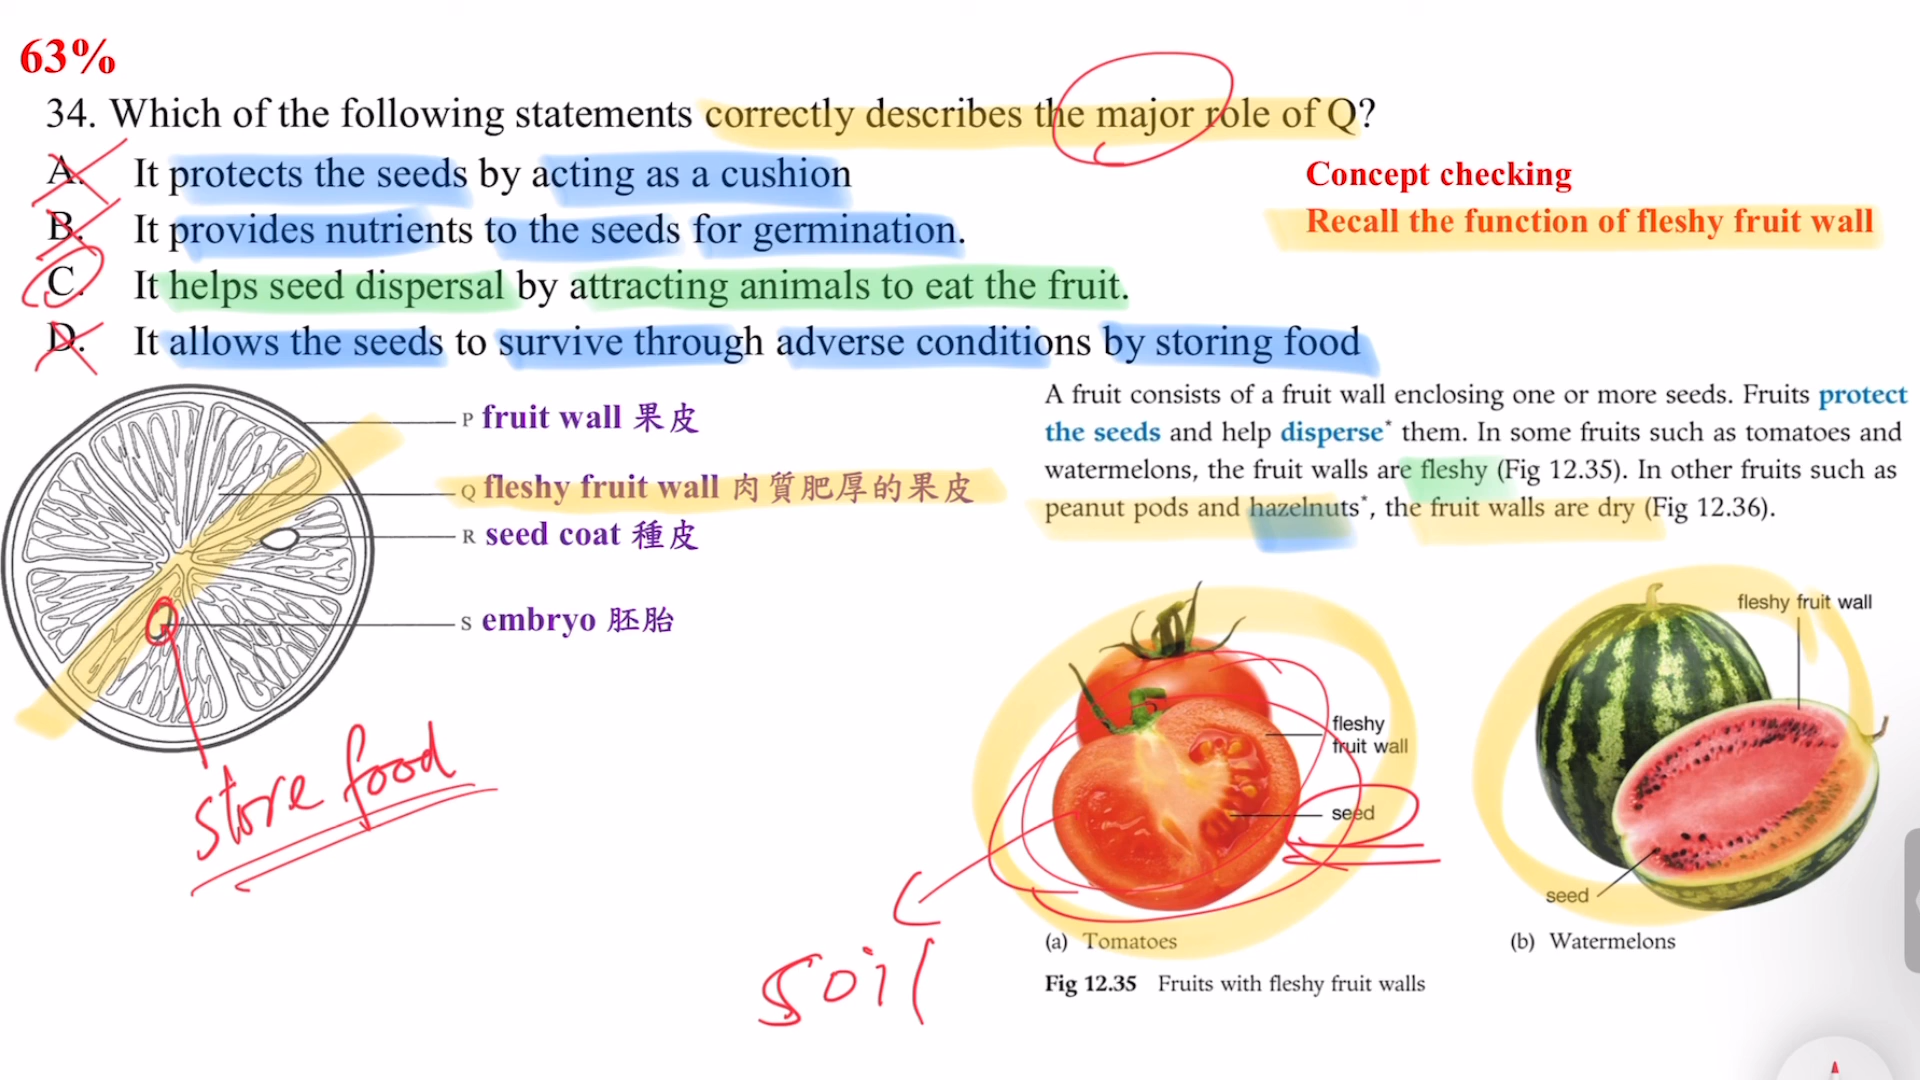 63%
34. Which of the following statements correctly describes the major role of Q?
A. It protects the seeds by acting as a cushion
B. It provides nutrients to the seeds for germination.
C. It helps seed dispersal by attracting animals to eat the fruit.
D. It allows the seeds to survive through adverse conditions by storing food
Concept checking
Recall the function of fleshy fruit wall
P fruit wall 果皮
Q fleshy fruit wall 肉質肥厚的果皮
R seed coat 種皮
S embryo 胚胎
store food
A fruit consists of a fruit wall enclosing one or more seeds. Fruits protect
the seeds and help disperse* them. In some fruits such as tomatoes and
watermelons, the fruit walls are fleshy (Fig 12.35). In other fruits such as
peanut pods and hazelnuts*, the fruit walls are dry (Fig 12.36).
fleshy
fruit wall
seed
soil
(a) Tomatoes
fleshy fruit wall
seed
(b) Watermelons
Fig 12.35 Fruits with fleshy fruit walls